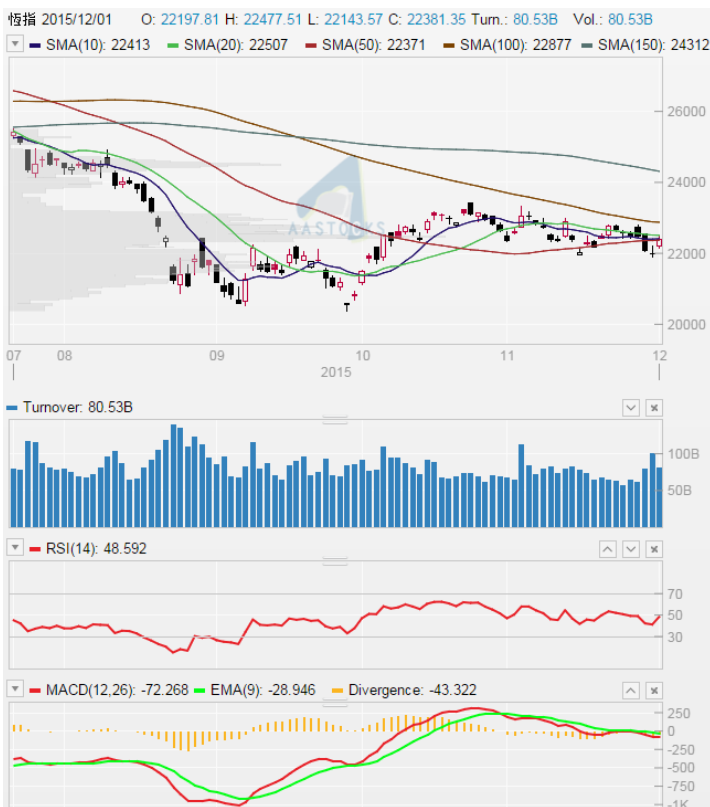 恆指 2015/12/01 O: 22197.81 H: 22477.51 L: 22143.57 C: 22381.35 Turn.: 80.53B Vol.: 80.53B
SMA(10): 22413 SMA(20): 22507 SMA(50): 22371 SMA(100): 22877 SMA(150): 24312
26000
24000
AASTOCKS
22000
20000
07 08 09 10 11 12
2015
Turnover: 80.53B
100B
50B
RSI(14): 48.592
70
50
30
MACD(12,26): -72.268 EMA(9): -28.946 Divergence: -43.322
250
0
-250
-500
-750
-1K